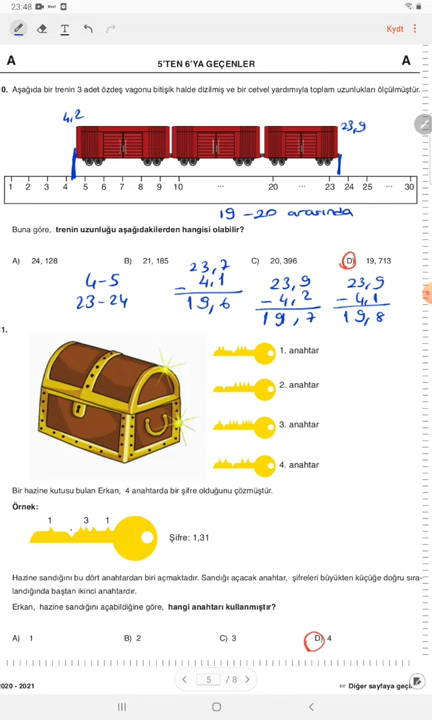 23:48
Kydt
A 5'TEN 6'YA GEÇENLER A
0. Aşağıda bir trenin 3 adet özdeş vagonu bitişik halde dizilmiş ve bir cetvel yardımıyla toplam uzunlukları ölçülmüştür.
4,2
23,9
1 2 3 4 5 6 7 8 9 10 ... 20 ... 23 24 25 ... 30
19 - 20 arasında
Buna göre, trenin uzunluğu aşağıdakilerden hangisi olabilir?
A) 24, 128 B) 21, 185 C) 20, 396 D) 19, 713
4-5
23-24
23,7
- 4,1
19,6
23,9
- 4,2
19,7
23,9
- 4,1
19,8
1.
1. anahtar
2. anahtar
3. anahtar
4. anahtar
Bir hazine kutusu bulan Erkan, 4 anahtarda bir şifre olduğunu çözmüştür.
Örnek:
1 3 1
Şifre: 1,31
Hazine sandığını bu dört anahtardan biri açmaktadır. Sandığı açacak anahtar, şifreleri büyükten küçüğe doğru sıra-
landığında baştan ikinci anahtardır.
Erkan, hazine sandığını açabildiğine göre, hangi anahtarı kullanmıştır?
A) 1 B) 2 C) 3 D) 4
2020 - 2021
5 / 8
Diğer sayfaya geçi